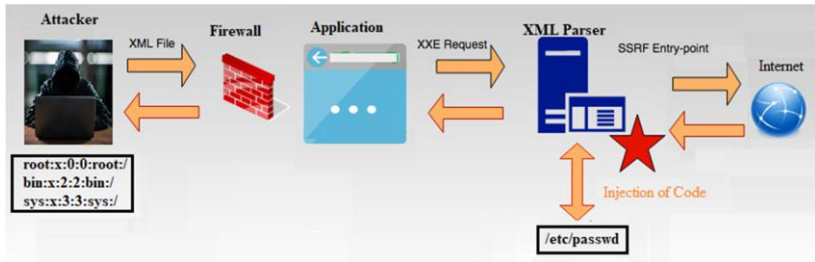 Attacker
XML File
Firewall
Application
XXE Request
XML Parser
SSRF Entry-point
Internet
root:x:0:0:root:/
bin:x:2:2:bin:/
sys:x:3:3:sys:/
Injection of Code
/etc/passwd